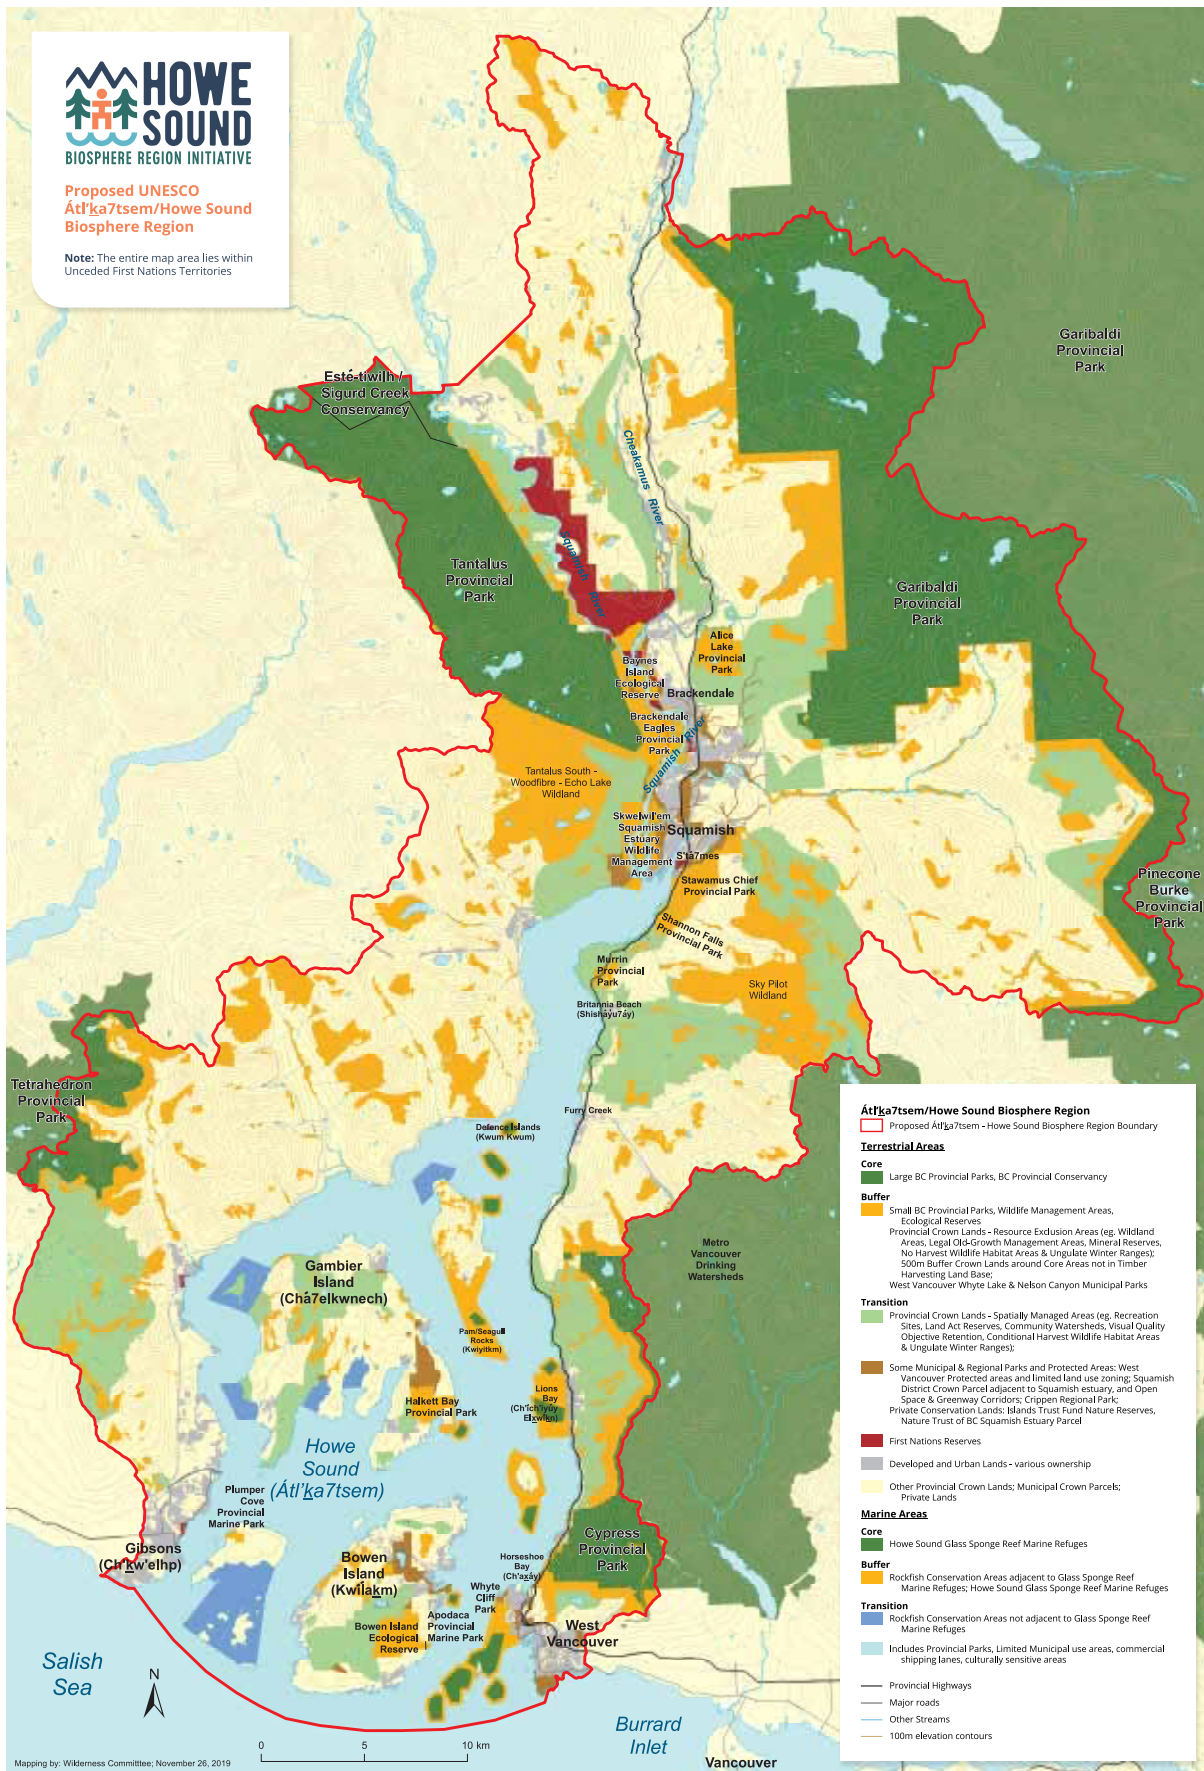 HOWE
SOUND
BIOSPHERE REGION INITIATIVE
Proposed UNESCO
Átl'ḵa7tsem/Howe Sound
Biosphere Region
Note: The entire map area lies within
Unceded First Nations Territories
Garibaldi
Provincial
Park
Esté-tiwilh /
Sigurd Creek
Conservancy
Cheakamus River
Squamish River
Tantalus
Provincial
Park
Garibaldi
Provincial
Park
Alice
Lake
Provincial
Park
Baynes
Island
Ecological
Reserve
Brackendale
Brackendale
Eagles
Provincial
Park
Squamish River
Tantalus South -
Woodfibre - Echo Lake
Wildland
Skwelwil'em
Squamish
Estuary
Wildlife
Management
Area
Squamish
S'tá7mes
Stawamus Chief
Provincial Park
Pinecone
Burke
Provincial
Park
Shannon Falls
Provincial Park
Murrin
Provincial
Park
Sky Pilot
Wildland
Britannia Beach
(Shisháyu7áy)
Tetrahedron
Provincial
Park
Furry Creek
Defence Islands
(Kwum Kwum)
Metro
Vancouver
Drinking
Watersheds
Gambier
Island
(Chá7elkwnech)
Pam/Seagull
Rocks
(Kwiyitkm)
Lions
Bay
(Ch'ích'iyúy
Elxwíkn)
Halkett Bay
Provincial Park
Howe
Sound
(Átl'ḵa7tsem)
Plumper
Cove
Provincial
Marine Park
Gibsons
(Ch'ḵw'elhp)
Cypress
Provincial
Park
Bowen
Island
(Kwílaḵm)
Horseshoe
Bay
(Ch'ax̱áy)
Whyte
Cliff
Park
Bowen Island
Ecological
Reserve
Apodaca
Provincial
Marine Park
West
Vancouver
Salish
Sea
N
Burrard
Inlet
Vancouver
0 5 10 km
Mapping by: Wilderness Committtee; November 26, 2019
Átl'ḵa7tsem/Howe Sound Biosphere Region
Proposed Átl'ḵa7tsem - Howe Sound Biosphere Region Boundary
Terrestrial Areas
Core
Large BC Provincial Parks, BC Provincial Conservancy
Buffer
Small BC Provincial Parks, Wildlife Management Areas,
Ecological Reserves
Provincial Crown Lands - Resource Exclusion Areas (eg. Wildland
Areas, Legal Old-Growth Management Areas, Mineral Reserves,
No Harvest Wildlife Habitat Areas & Ungulate Winter Ranges);
500m Buffer Crown Lands around Core Areas not in Timber
Harvesting Land Base;
West Vancouver Whyte Lake & Nelson Canyon Municipal Parks
Transition
Provincial Crown Lands - Spatially Managed Areas (eg. Recreation
Sites, Land Act Reserves, Community Watersheds, Visual Quality
Objective Retention, Conditional Harvest Wildlife Habitat Areas
& Ungulate Winter Ranges);
Some Municipal & Regional Parks and Protected Areas: West
Vancouver Protected areas and limited land use zoning; Squamish
District Crown Parcel adjacent to Squamish estuary, and Open
Space & Greenway Corridors; Crippen Regional Park;
Private Conservation Lands: Islands Trust Fund Nature Reserves,
Nature Trust of BC Squamish Estuary Parcel
First Nations Reserves
Developed and Urban Lands - various ownership
Other Provincial Crown Lands; Municipal Crown Parcels;
Private Lands
Marine Areas
Core
Howe Sound Glass Sponge Reef Marine Refuges
Buffer
Rockfish Conservation Areas adjacent to Glass Sponge Reef
Marine Refuges; Howe Sound Glass Sponge Reef Marine Refuges
Transition
Rockfish Conservation Areas not adjacent to Glass Sponge Reef
Marine Refuges
Includes Provincial Parks, Limited Municipal use areas, commercial
shipping lanes, culturally sensitive areas
Provincial Highways
Major roads
Other Streams
100m elevation contours